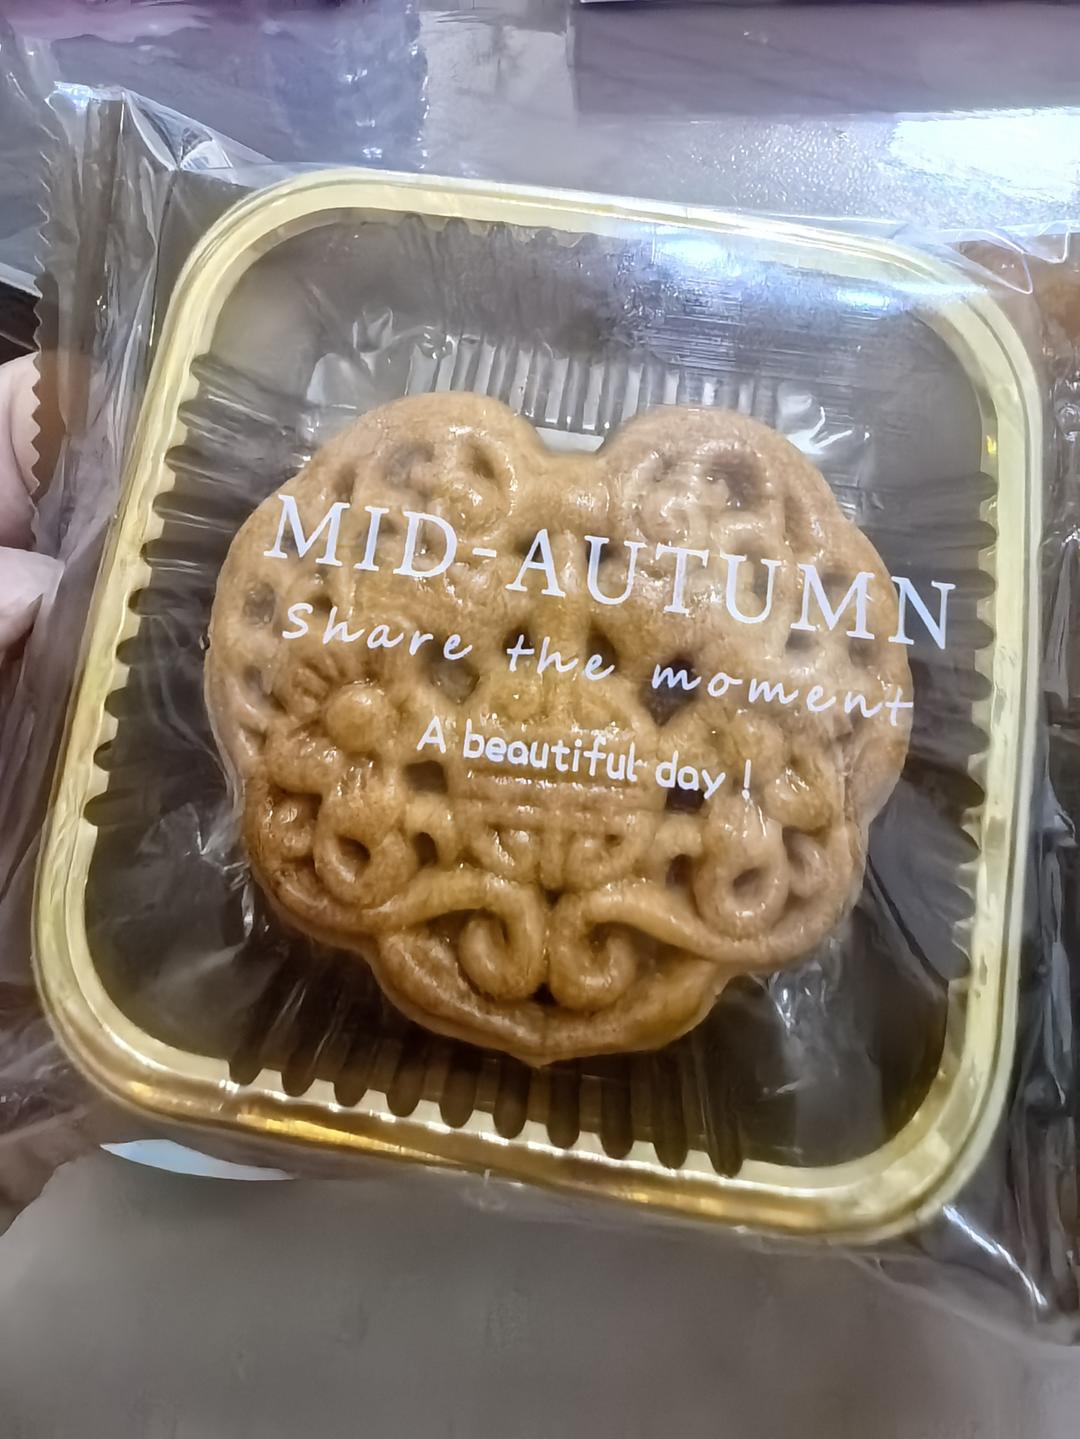 MID-AUTUMN
Share the moment
A beautiful day !